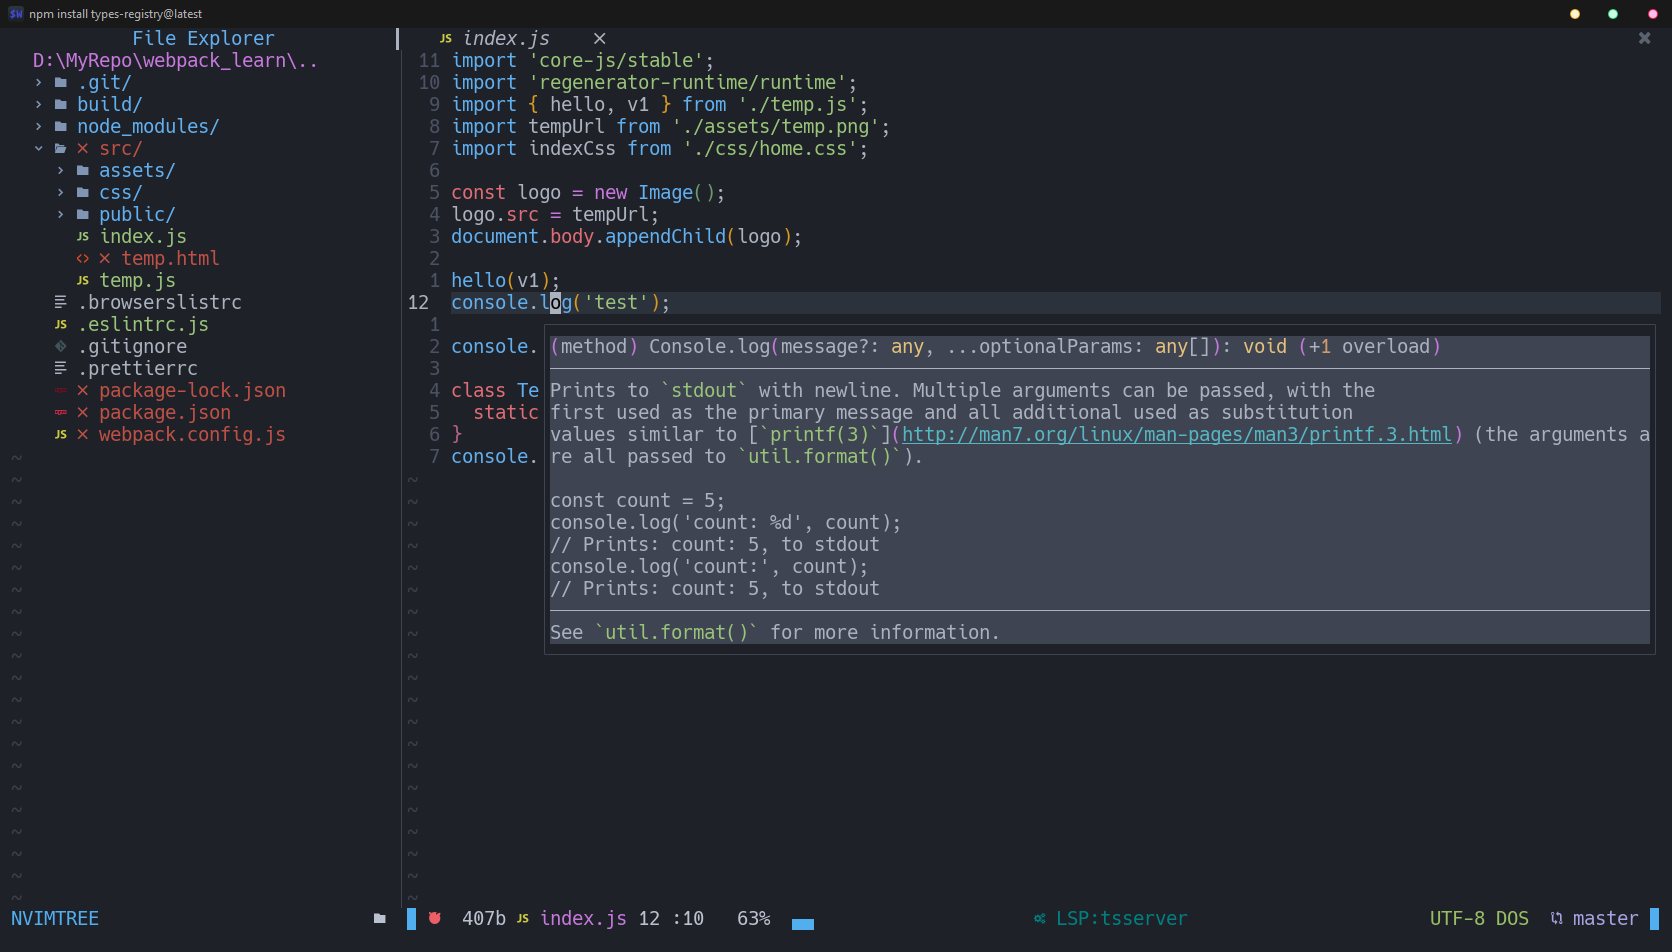 npm install types-registry@latest
File Explorer
D:\MyRepo\webpack_learn\..
.git/
build/
node_modules/
src/
assets/
css/
public/
JS index.js
<> temp.html
JS temp.js
.browserslistrc
JS .eslintrc.js
.gitignore
.prettierrc
package-lock.json
package.json
JS webpack.config.js
NVIMTREE
JS index.js
11 import 'core-js/stable';
10 import 'regenerator-runtime/runtime';
9 import { hello, v1 } from './temp.js';
8 import tempUrl from './assets/temp.png';
7 import indexCss from './css/home.css';
6
5 const logo = new Image();
4 logo.src = tempUrl;
3 document.body.appendChild(logo);
2
1 hello(v1);
12 console.log('test');
1
2 console.
3
4 class Te
5 static
6 }
7 console.
(method) Console.log(message?: any, ...optionalParams: any[]): void (+1 overload)
Prints to `stdout` with newline. Multiple arguments can be passed, with the
first used as the primary message and all additional used as substitution
values similar to [`printf(3)`](http://man7.org/linux/man-pages/man3/printf.3.html) (the arguments a
re all passed to `util.format()`).
const count = 5;
console.log('count: %d', count);
// Prints: count: 5, to stdout
console.log('count:', count);
// Prints: count: 5, to stdout
See `util.format()` for more information.
407b JS index.js 12 :10 63% LSP:tsserver UTF-8 DOS master